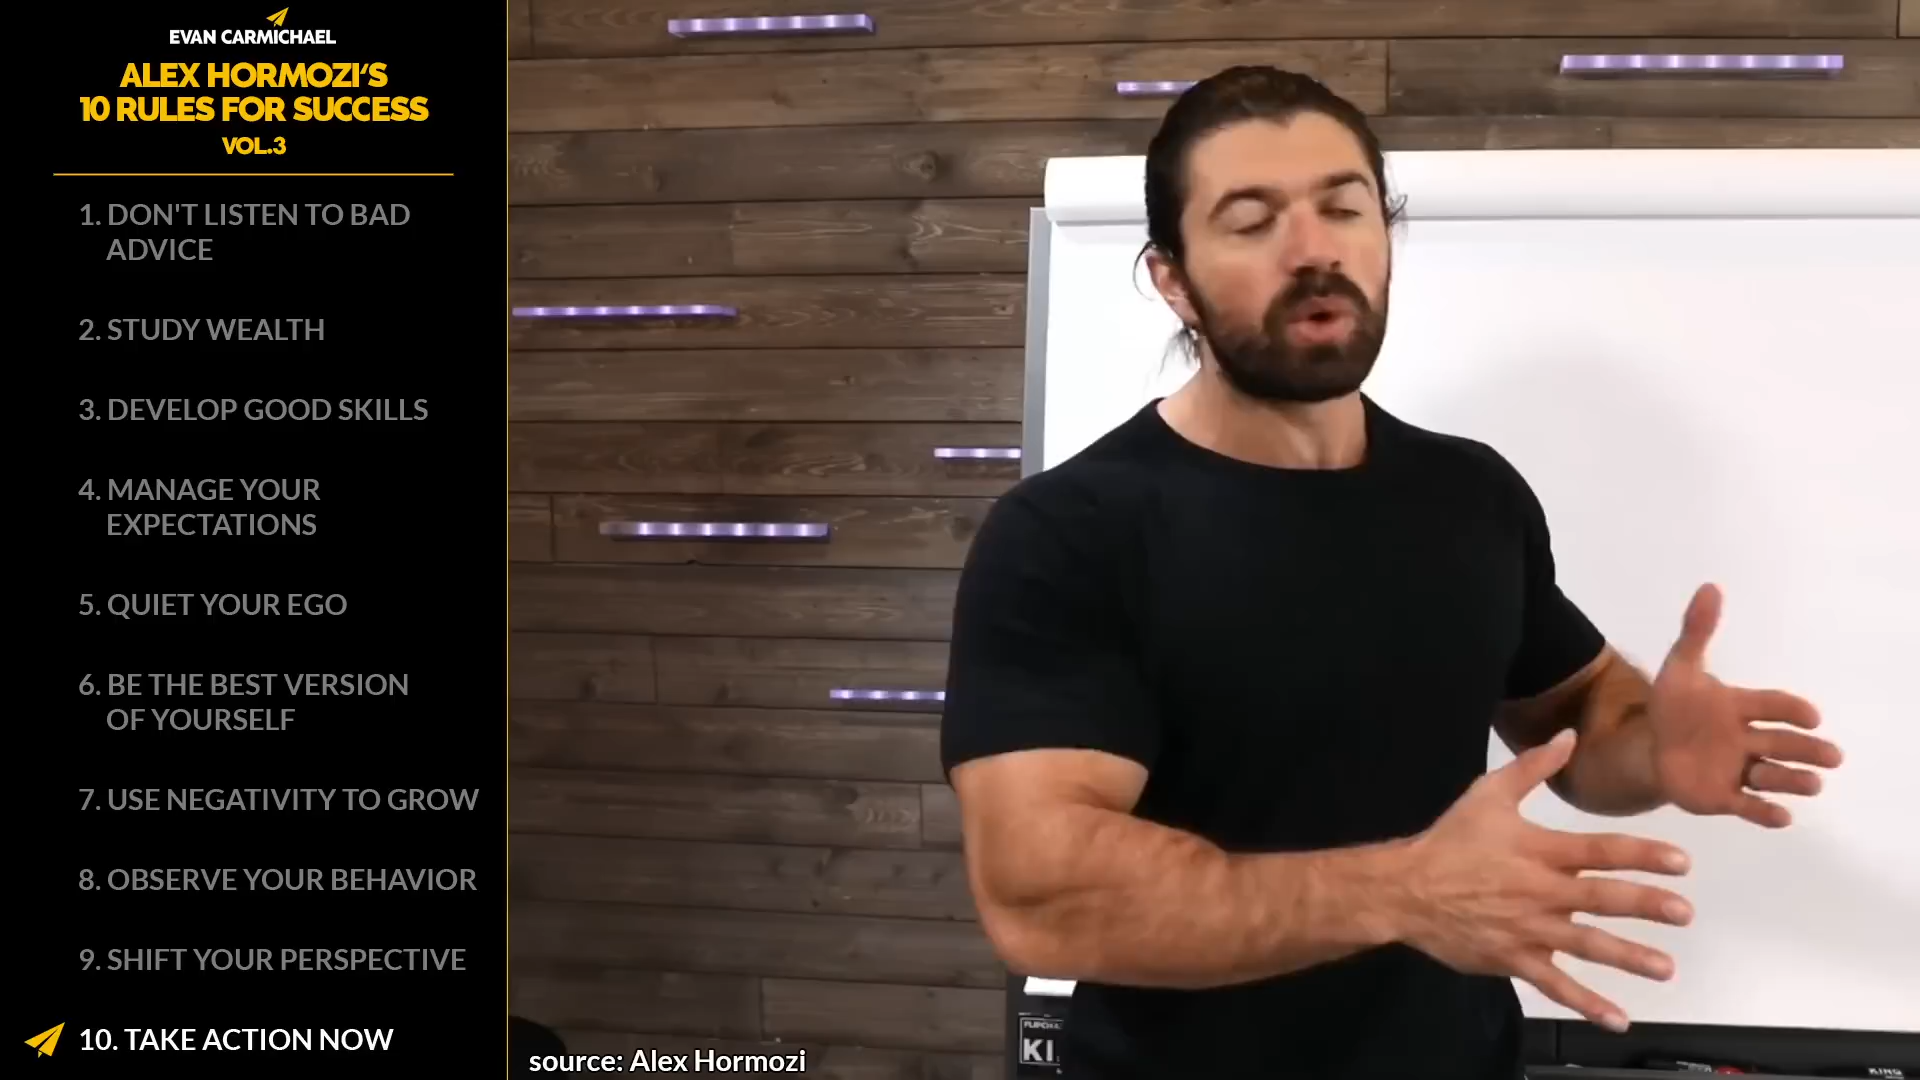 EVAN CARMICHAEL
ALEX HORMOZI'S
10 RULES FOR SUCCESS
VOL.3
1. DON'T LISTEN TO BAD
ADVICE
2. STUDY WEALTH
3. DEVELOP GOOD SKILLS
4. MANAGE YOUR
EXPECTATIONS
5. QUIET YOUR EGO
6. BE THE BEST VERSION
OF YOURSELF
7. USE NEGATIVITY TO GROW
8. OBSERVE YOUR BEHAVIOR
9. SHIFT YOUR PERSPECTIVE
10. TAKE ACTION NOW
source: Alex Hormozi
KI